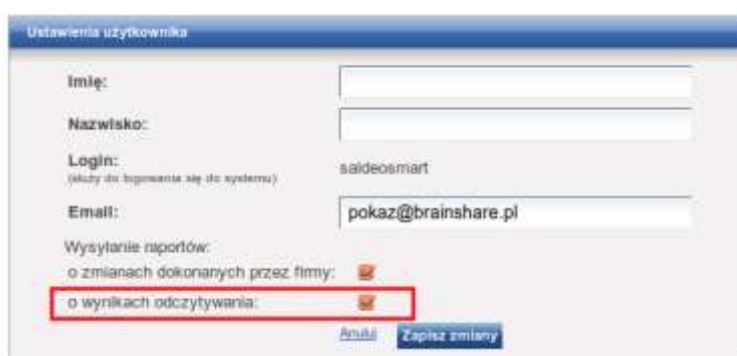 Ustawienia użytkownika
Imię:
Nazwisko:
Login:
(służy do logowania się do systemu)
saldeosmart
Email:
pokaz@brainshare.pl
Wysyłanie raportów:
o zmianach dokonanych przez firmy:
o wynikach odczytywania:
Anuluj
Zapisz zmiany